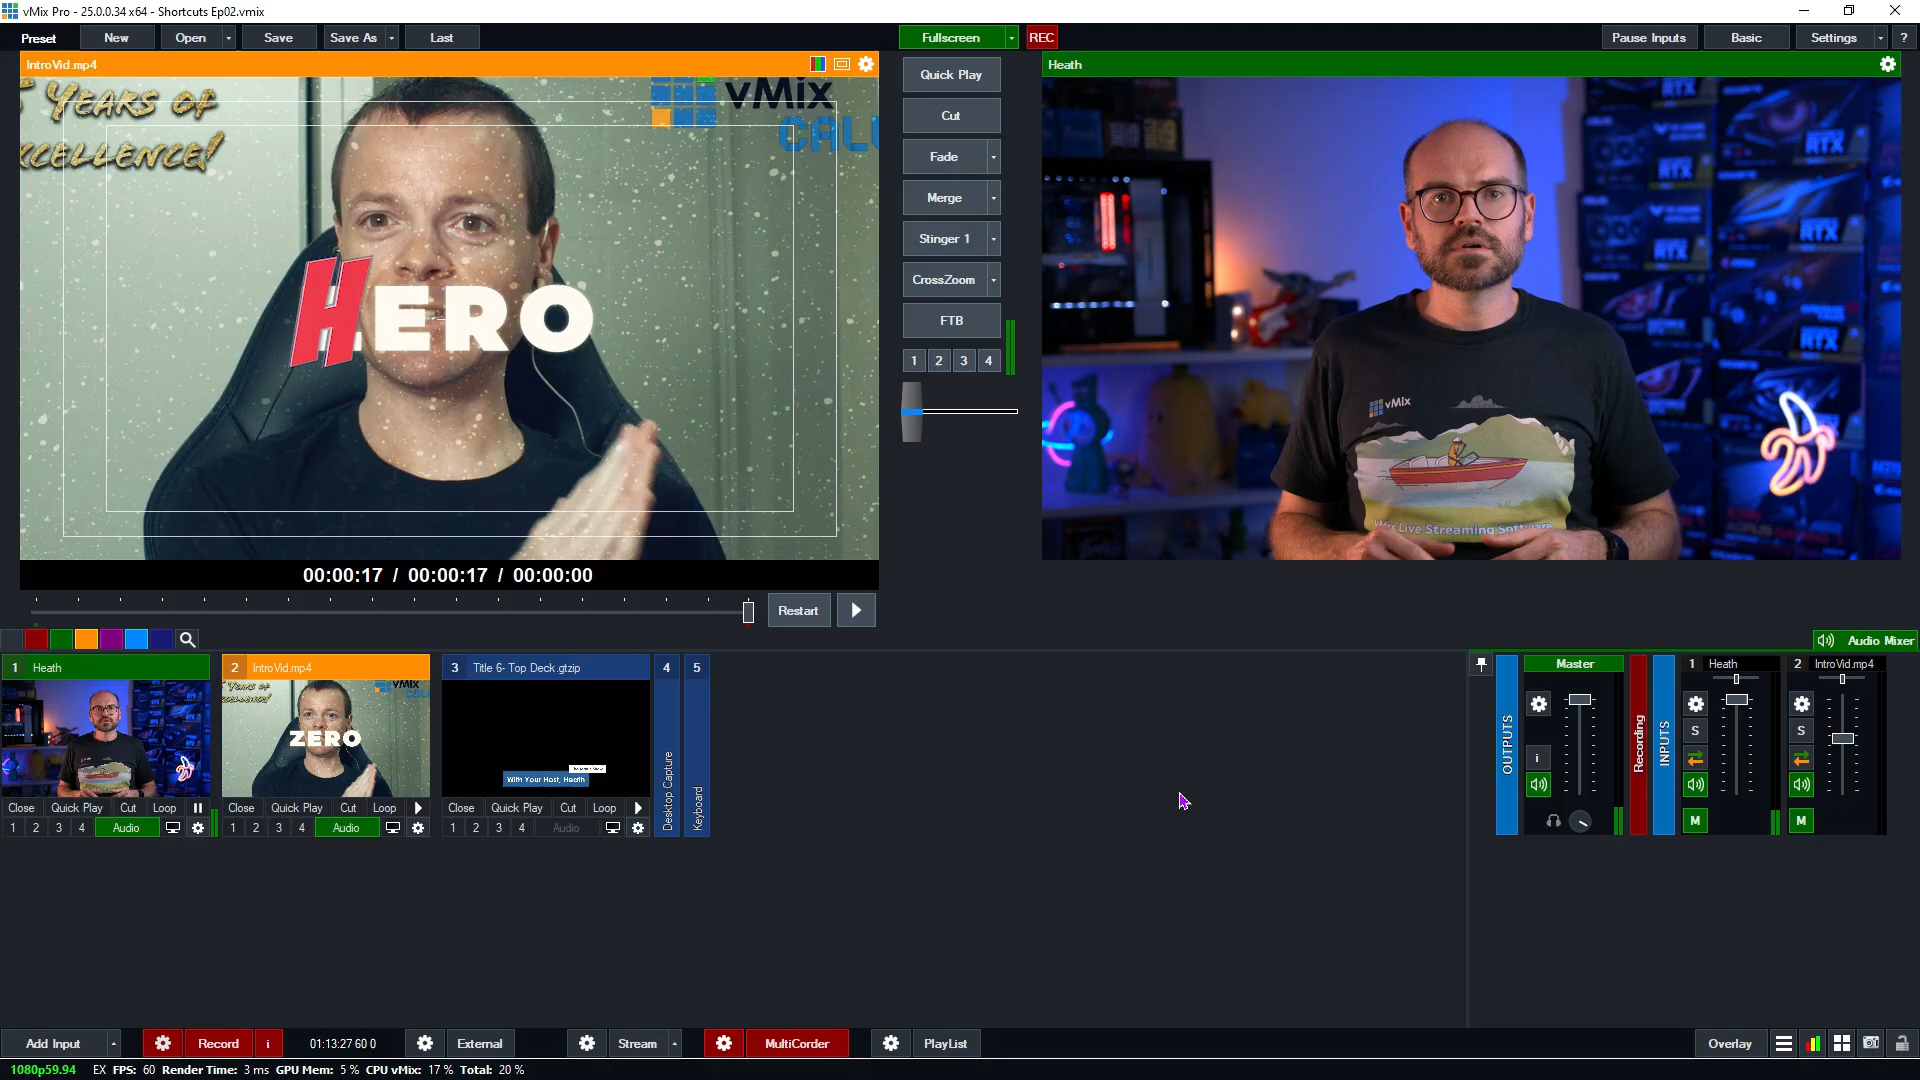 vMix Pro - 25.0.0.34 x64 - Shortcuts Ep02.vmix
Preset New Open Save Save As Last Fullscreen REC Pause Inputs Basic Settings ?
IntroVid.mp4
YEARS OF
XCELLENCE!
vMix
CALL
HERO
00:00:17 / 00:00:17 / 00:00:00
Restart
Quick Play
Cut
Fade
Merge
Stinger 1
CrossZoom
FTB
1 2 3 4
Heath
RTX
vMix
vMix Live Streaming Software
Audio Mixer
1 Heath
Close Quick Play Cut Loop
1 2 3 4 Audio
2 IntroVid.mp4
YEARS OF
vMix
ZERO
Close Quick Play Cut Loop
1 2 3 4 Audio
3 Title 6- Top Deck.gtzip
With Your Host, Heath
Close Quick Play Cut Loop
1 2 3 4 Audio
4 Desktop Capture
5 Keyboard
OUTPUTS
Master
i
Recording
INPUTS
1 Heath
S
M
2 IntroVid.mp4
S
M
Add Input Record i 01:13:27 60 0 External Stream MultiCorder PlayList Overlay
1080p59.94 EX FPS: 60 Render Time: 3 ms GPU Mem: 5 % CPU vMix: 17 % Total: 20 %